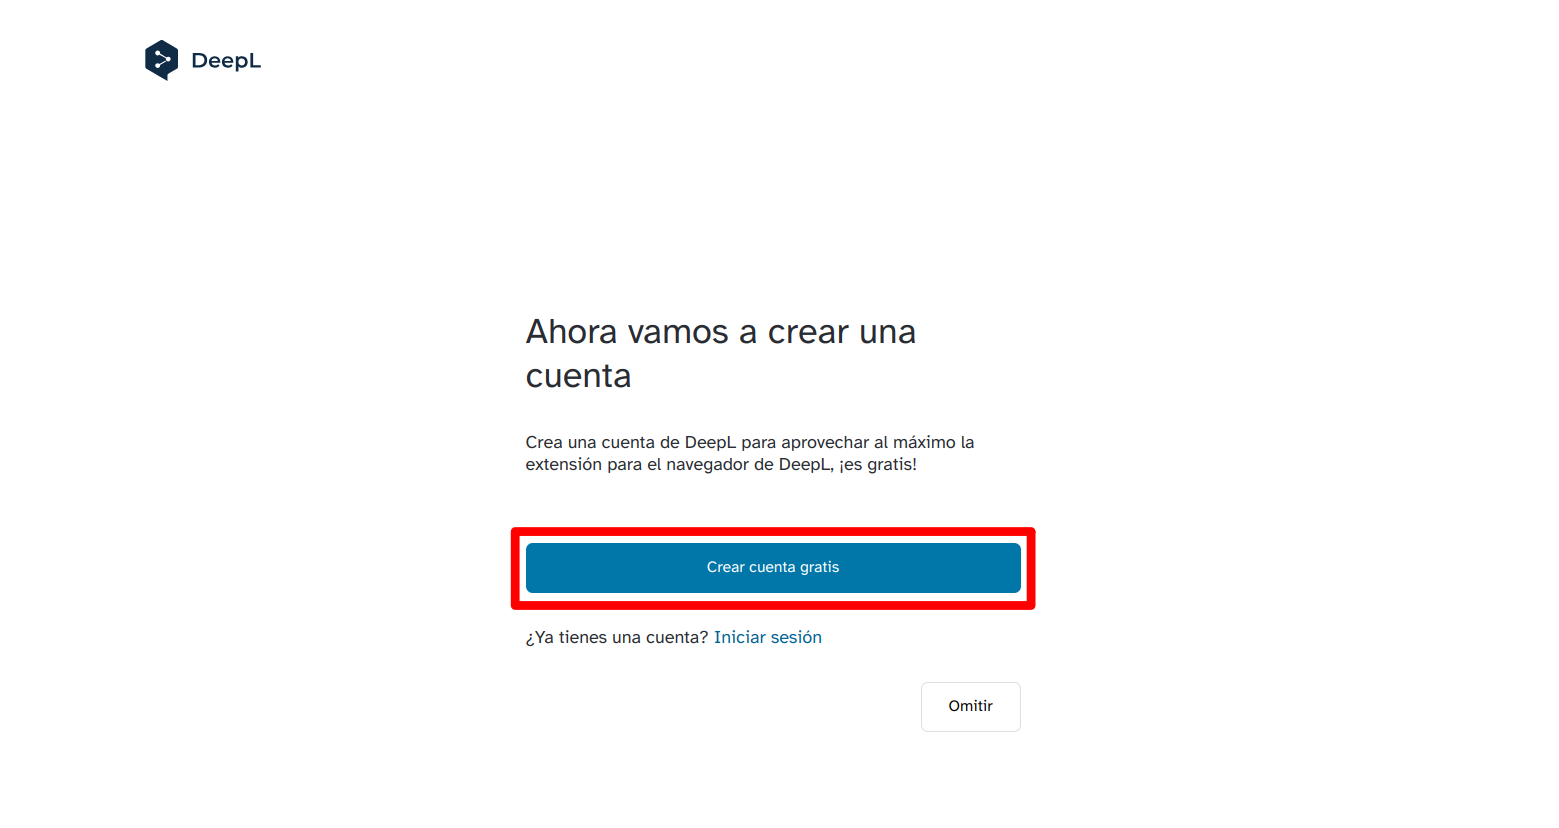 DeepL
Ahora vamos a crear una
cuenta
Crea una cuenta de DeepL para aprovechar al máximo la
extensión para el navegador de DeepL, ¡es gratis!
Crear cuenta gratis
¿Ya tienes una cuenta? Iniciar sesión
Omitir